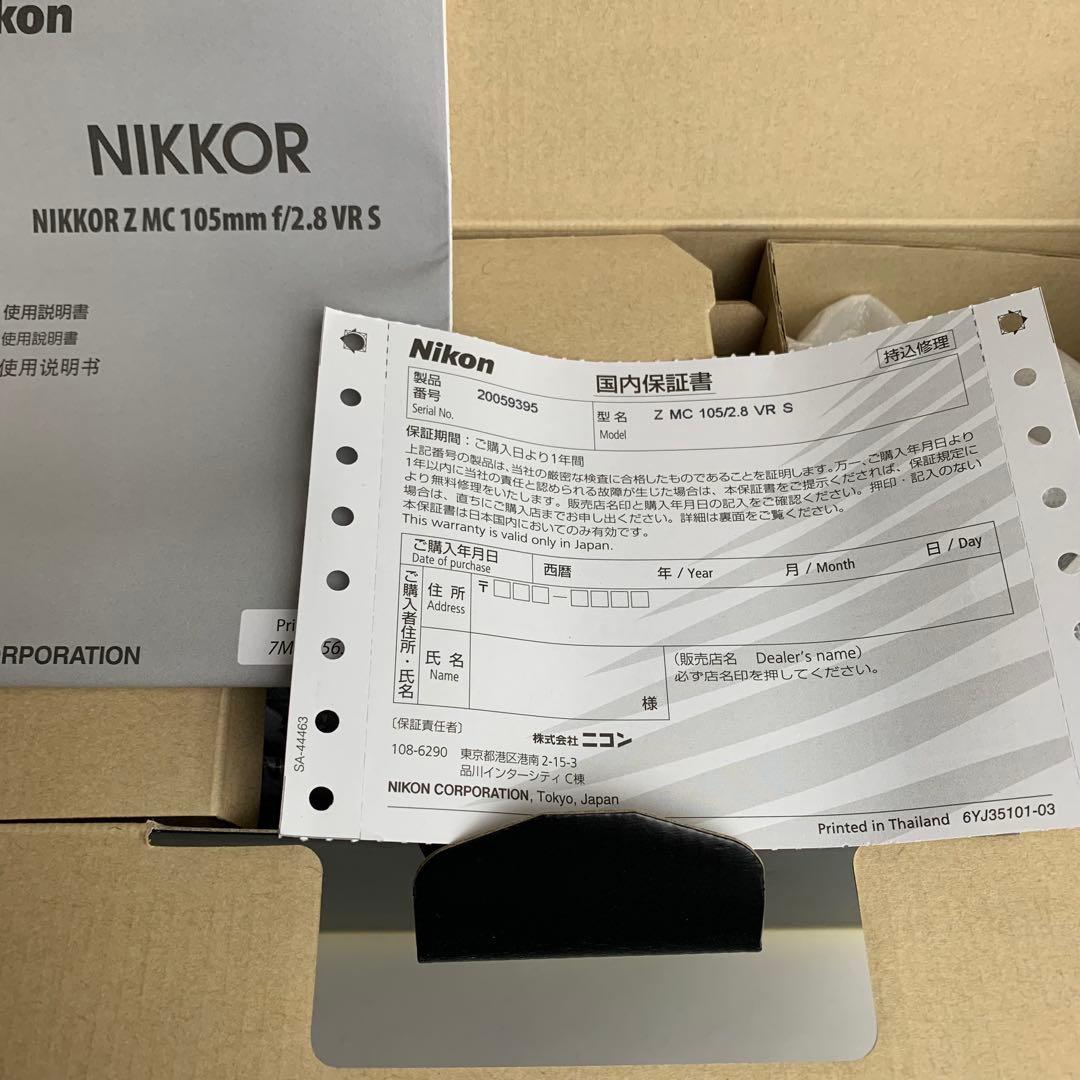 Nikon
NIKKOR
NIKKOR Z MC 105mm f/2.8 VR S
使用説明書
使用說明書
使用说明书
RPORATION
Pri
7M
56.
Nikon
国内保証書
持込修理
製品
番号
Serial No.
20059395
型名
Model
Z MC 105/2.8 VR S
保証期間：ご購入日より1年間
上記番号の製品は、当社の厳密な検査に合格したものであることを証明します。万一、ご購入年月日より
1年以内に当社の責任と認められる故障が生じた場合は、本保証書をご提示くだされば、保証規定に
より無料修理をいたします。販売店名印と購入年月日の記入をご確認ください。押印・記入のない
場合は、直ちにご購入店までお申し出ください。詳細は裏面をご覧ください。
本保証書は日本国内においてのみ有効です。
This warranty is valid only in Japan.
ご購入年月日
Date of purchase
西暦
年 / Year
月 / Month
日 / Day
ご購入者住所・氏名
住所
Address
〒□□□－□□□□
氏名
Name
様
(販売店名 Dealer's name)
必ず店名印を押してください。
〔保証責任者〕
株式会社 ニコン
108-6290 東京都港区港南2-15-3
品川インターシティ C棟
NIKON CORPORATION, Tokyo, Japan
Printed in Thailand 6YJ35101-03
SA-44463